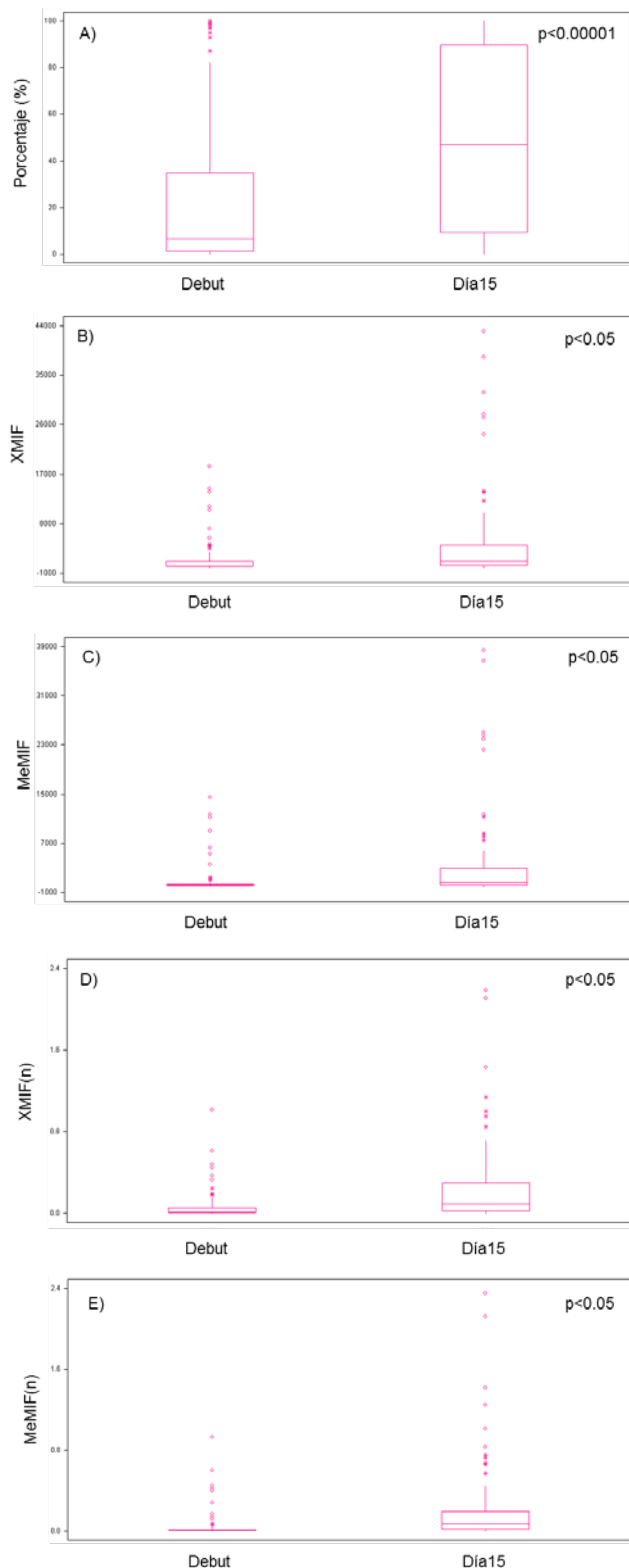 A)
p<0.00001
Porcentaje (%)
100
80
60
40
20
0
Debut
Día15
B)
p<0.05
XMIF
44000
35000
26000
17000
8000
-1000
Debut
Día15
C)
p<0.05
MeMIF
39000
31000
23000
15000
7000
-1000
Debut
Día15
D)
p<0.05
XMIF(n)
2.4
1.6
0.8
0.0
Debut
Día15
E)
p<0.05
MeMIF(n)
2.4
1.6
0.8
0.0
Debut
Día15